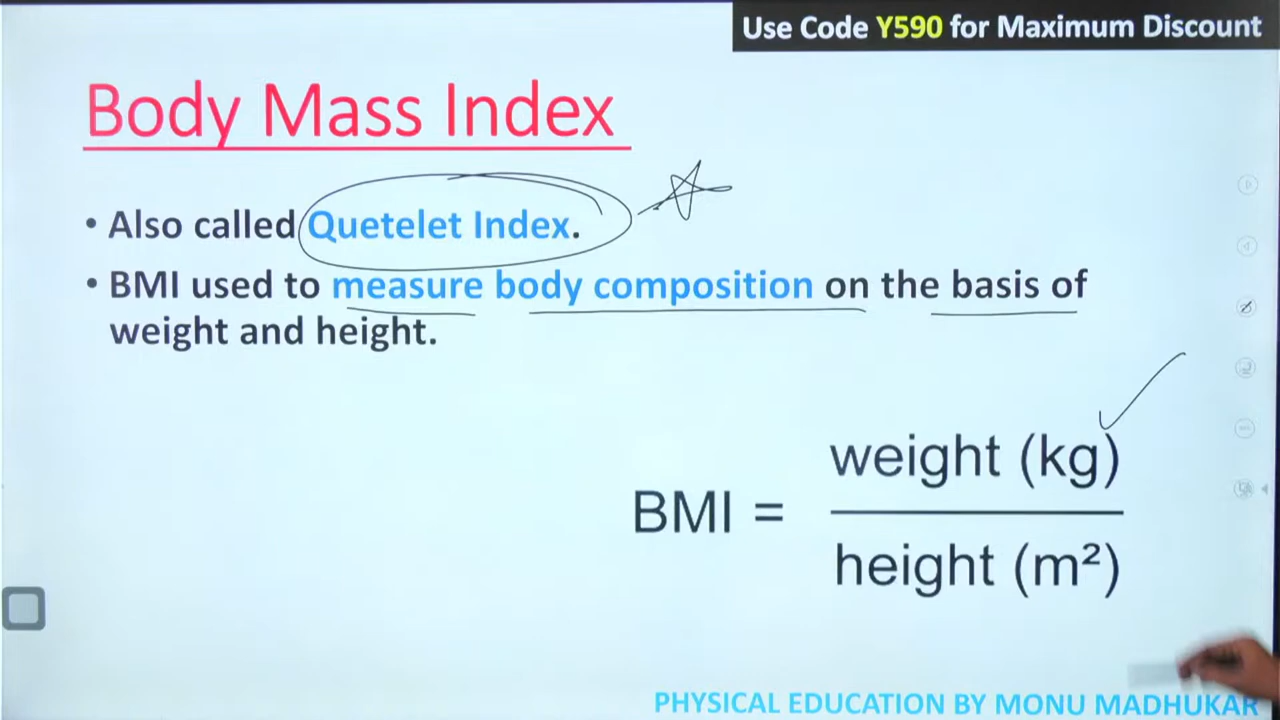 Use Code Y590 for Maximum Discount
Body Mass Index
• Also called Quetelet Index.
• BMI used to measure body composition on the basis of
weight and height.
BMI = weight (kg)
height (m²)
PHYSICAL EDUCATION BY MONU MADHUKAR